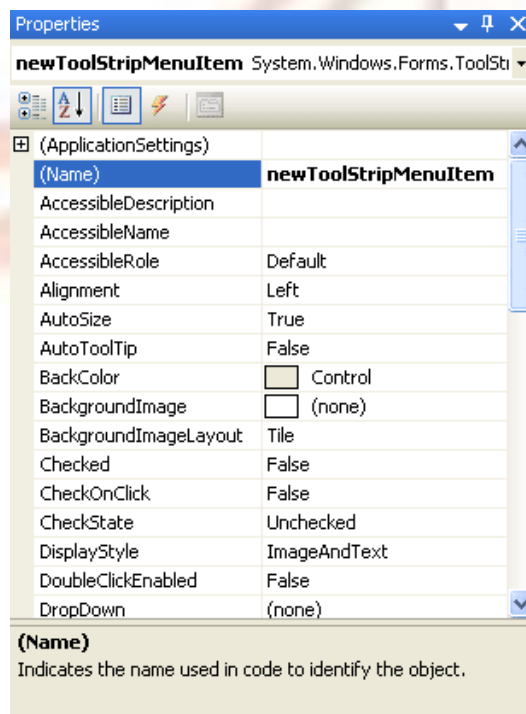 Properties
newToolStripMenuItem System.Windows.Forms.ToolStı
(ApplicationSettings)
(Name) newToolStripMenuItem
AccessibleDescription
AccessibleName
AccessibleRole Default
Alignment Left
AutoSize True
AutoToolTip False
BackColor Control
BackgroundImage (none)
BackgroundImageLayout Tile
Checked False
CheckOnClick False
CheckState Unchecked
DisplayStyle ImageAndText
DoubleClickEnabled False
DropDown (none)
(Name)
Indicates the name used in code to identify the object.